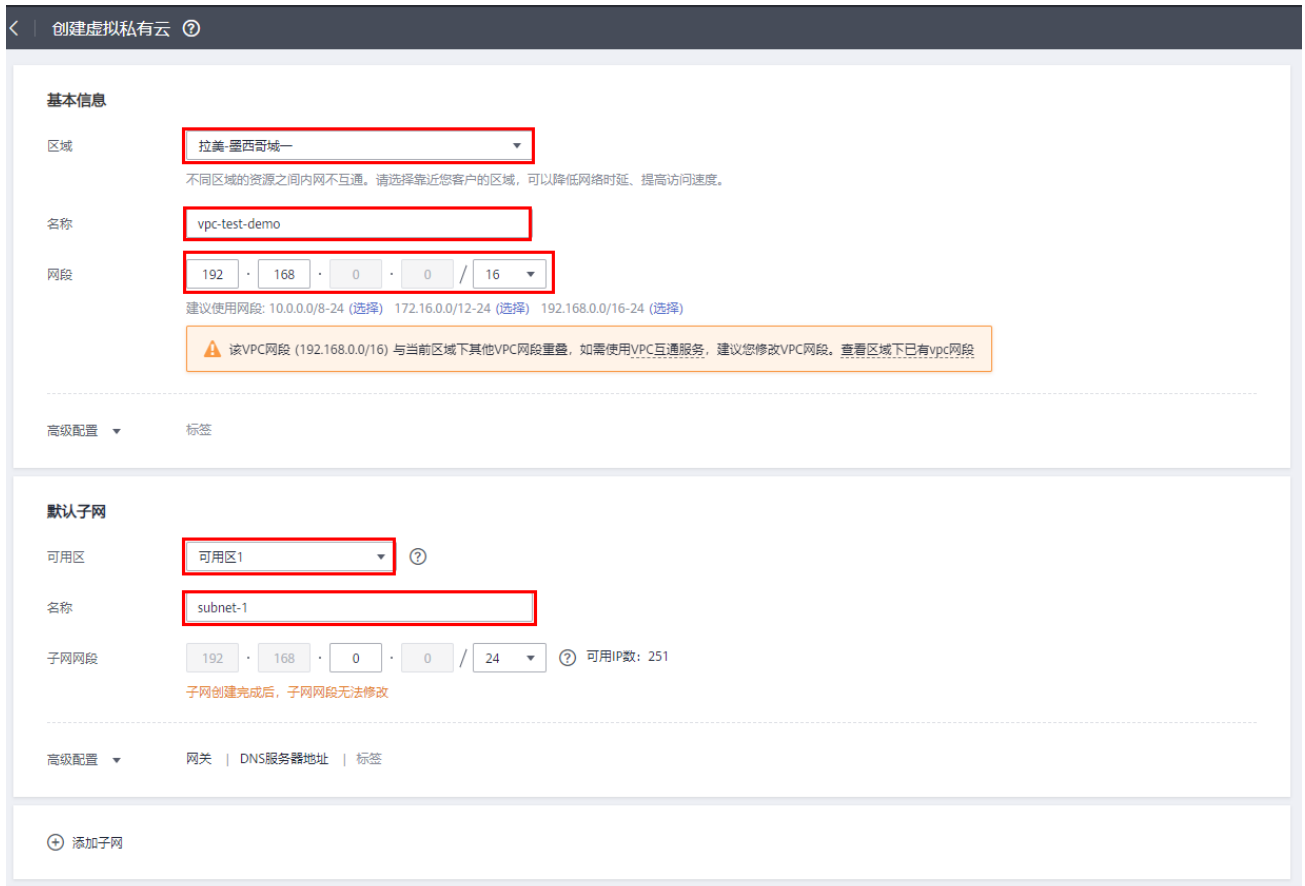 创建虚拟私有云
基本信息
区域 拉美-墨西哥城一
不同区域的资源之间内网不互通。请选择靠近您客户的区域，可以降低网络时延、提高访问速度。
名称 vpc-test-demo
网段 192 · 168 · 0 · 0 / 16
建议使用网段: 10.0.0.0/8-24 (选择) 172.16.0.0/12-24 (选择) 192.168.0.0/16-24 (选择)
该VPC网段 (192.168.0.0/16) 与当前区域下其他VPC网段重叠，如需使用VPC互通服务，建议您修改VPC网段。查看区域下已有vpc网段
高级配置 标签
默认子网
可用区 可用区1
名称 subnet-1
子网网段 192 · 168 · 0 · 0 / 24 可用IP数：251
子网创建完成后，子网网段无法修改
高级配置 网关 | DNS服务器地址 | 标签
添加子网